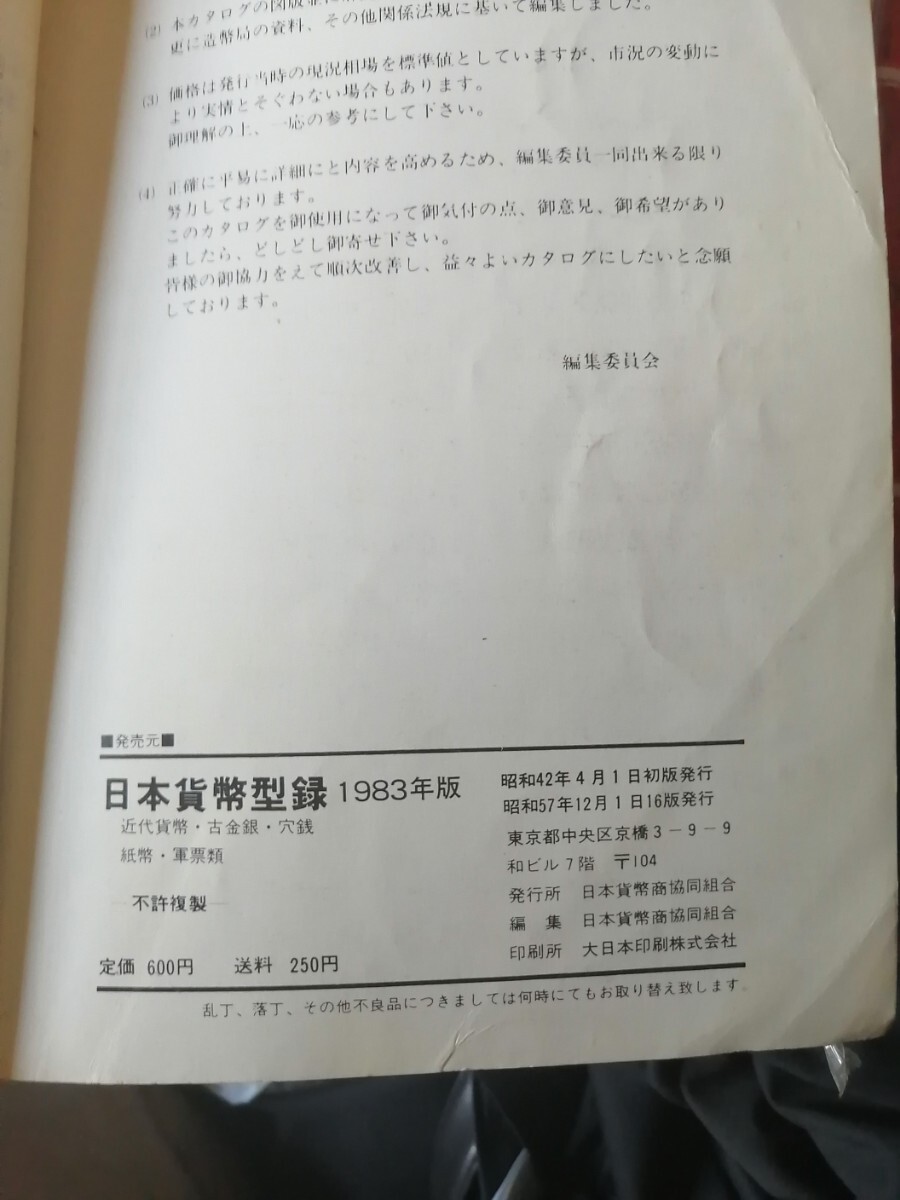 (2) 本カタログの図版並に
更に造幣局の資料、その他関係法規に基いて編集しました。
(3) 価格は発行当時の現況相場を標準値としていますが、市況の変動に
より実情とそぐわない場合もあります。
御理解の上、一応の参考にして下さい。
(4) 正確に平易に詳細にと内容を高めるため、編集委員一同出来る限り
努力しております。
このカタログを御使用になって御気付の点、御意見、御希望があり
ましたら、どしどし御寄せ下さい。
皆様の御協力をえて順次改善し、益々よいカタログにしたいと念願
しております。
編集委員会
■発売元■
日本貨幣型録 1983年版
近代貨幣・古金銀・穴銭
紙幣・軍票類
不許複製
定価 600円 送料 250円
昭和42年4月1日初版発行
昭和57年12月1日16版発行
東京都中央区京橋3-9-9
和ビル7階 〒104
発行所 日本貨幣商協同組合
編集 日本貨幣商協同組合
印刷所 大日本印刷株式会社
乱丁、落丁、その他不良品につきましては何時にてもお取り替え致します。